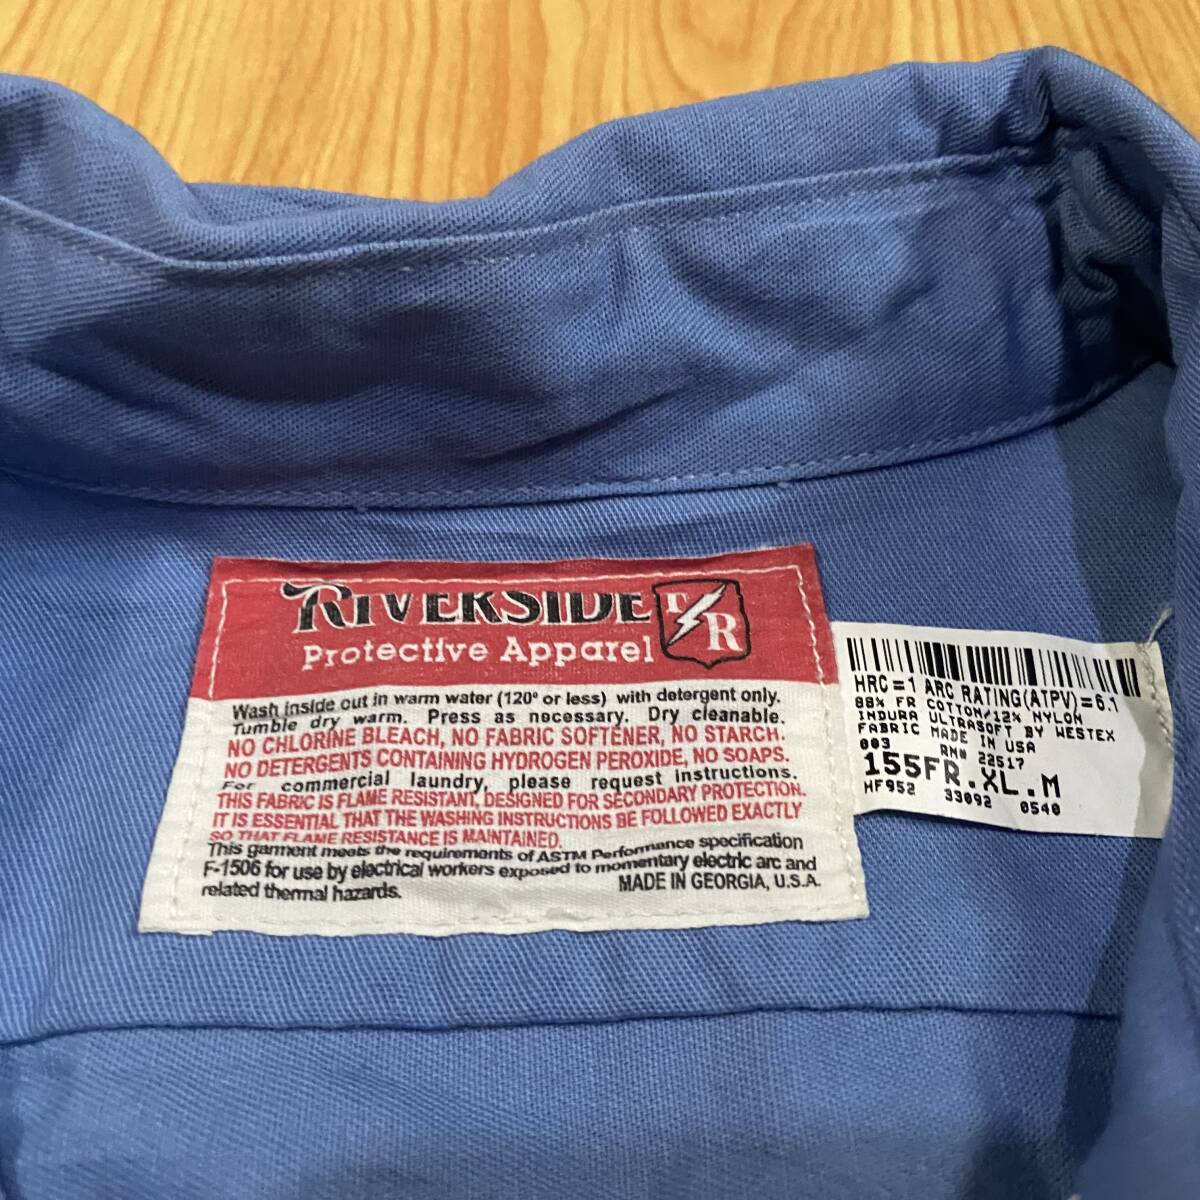 RIVERSIDE
FR
Protective Apparel
Wash inside out in warm water (120° or less) with detergent only.
Tumble dry warm. Press as necessary. Dry cleanable.
NO CHLORINE BLEACH, NO FABRIC SOFTENER, NO STARCH.
NO DETERGENTS CONTAINING HYDROGEN PEROXIDE, NO SOAPS.
For commercial laundry, please request instructions.
THIS FABRIC IS FLAME RESISTANT, DESIGNED FOR SECONDARY PROTECTION.
IT IS ESSENTIAL THAT THE WASHING INSTRUCTIONS BE FOLLOWED EXACTLY
SO THAT FLAME RESISTANCE IS MAINTAINED.
This garment meets the requirements of ASTM Performance specification
F-1506 for use by electrical workers exposed to momentary electric arc and
related thermal hazards.
MADE IN GEORGIA, U.S.A.
HRC=1 ARC RATING(ATPV)=6.1
88% FR COTTON/12% NYLON
INDURA ULTRASOFT BY WESTEX
FABRIC MADE IN USA
003 RM# 22517
155FR.XL.M
HF952 33092 0540